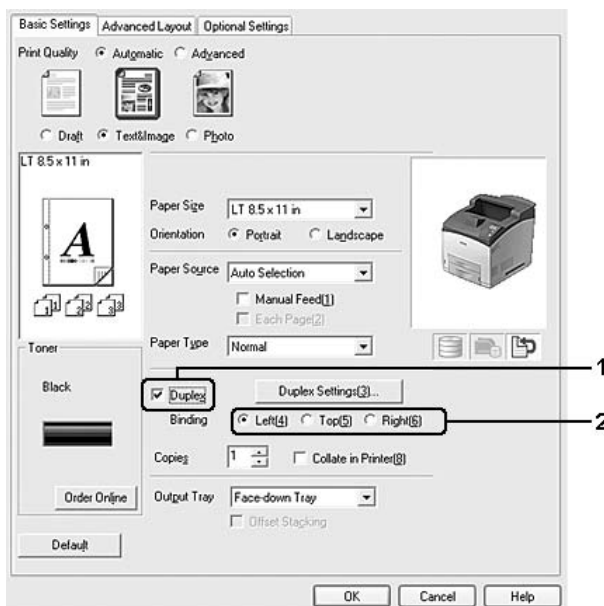 Basic Settings Advanced Layout Optional Settings
Print Quality Automatic Advanced
Draft Text&Image Photo
LT 8.5 x 11 in
A
Paper Size LT 8.5 x 11 in
Orientation Portrait Landscape
Paper Source Auto Selection
Manual Feed(1)
Each Page(2)
Paper Type Normal
Toner
Black
Order Online
Default
Duplex Duplex Settings(3)... 1
Binding Left(4) Top(5) Right(6) 2
Copies 1 Collate in Printer(8)
Output Tray Face-down Tray
Offset Stacking
OK Cancel Help